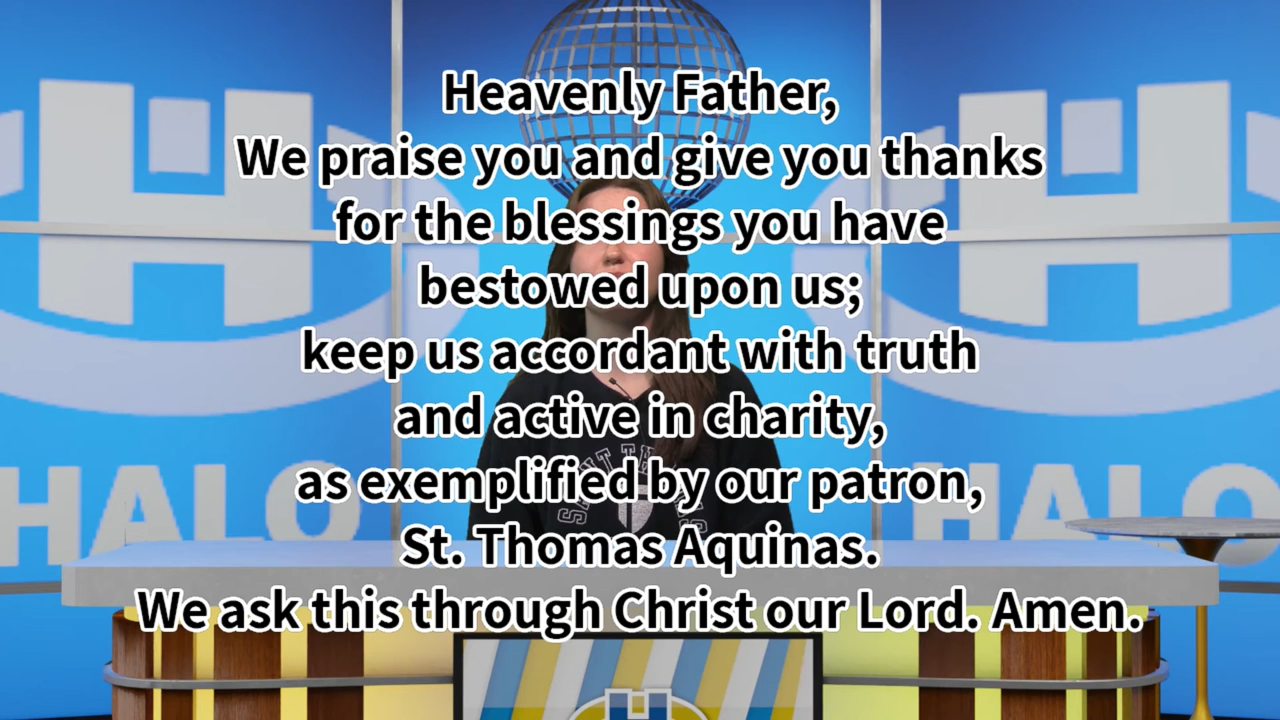 Heavenly Father,
We praise you and give you thanks
for the blessings you have
bestowed upon us;
keep us accordant with truth
and active in charity,
as exemplified by our patron,
St. Thomas Aquinas.
We ask this through Christ our Lord. Amen.
H
H
HALO
HALO
SAINT THOMAS
H